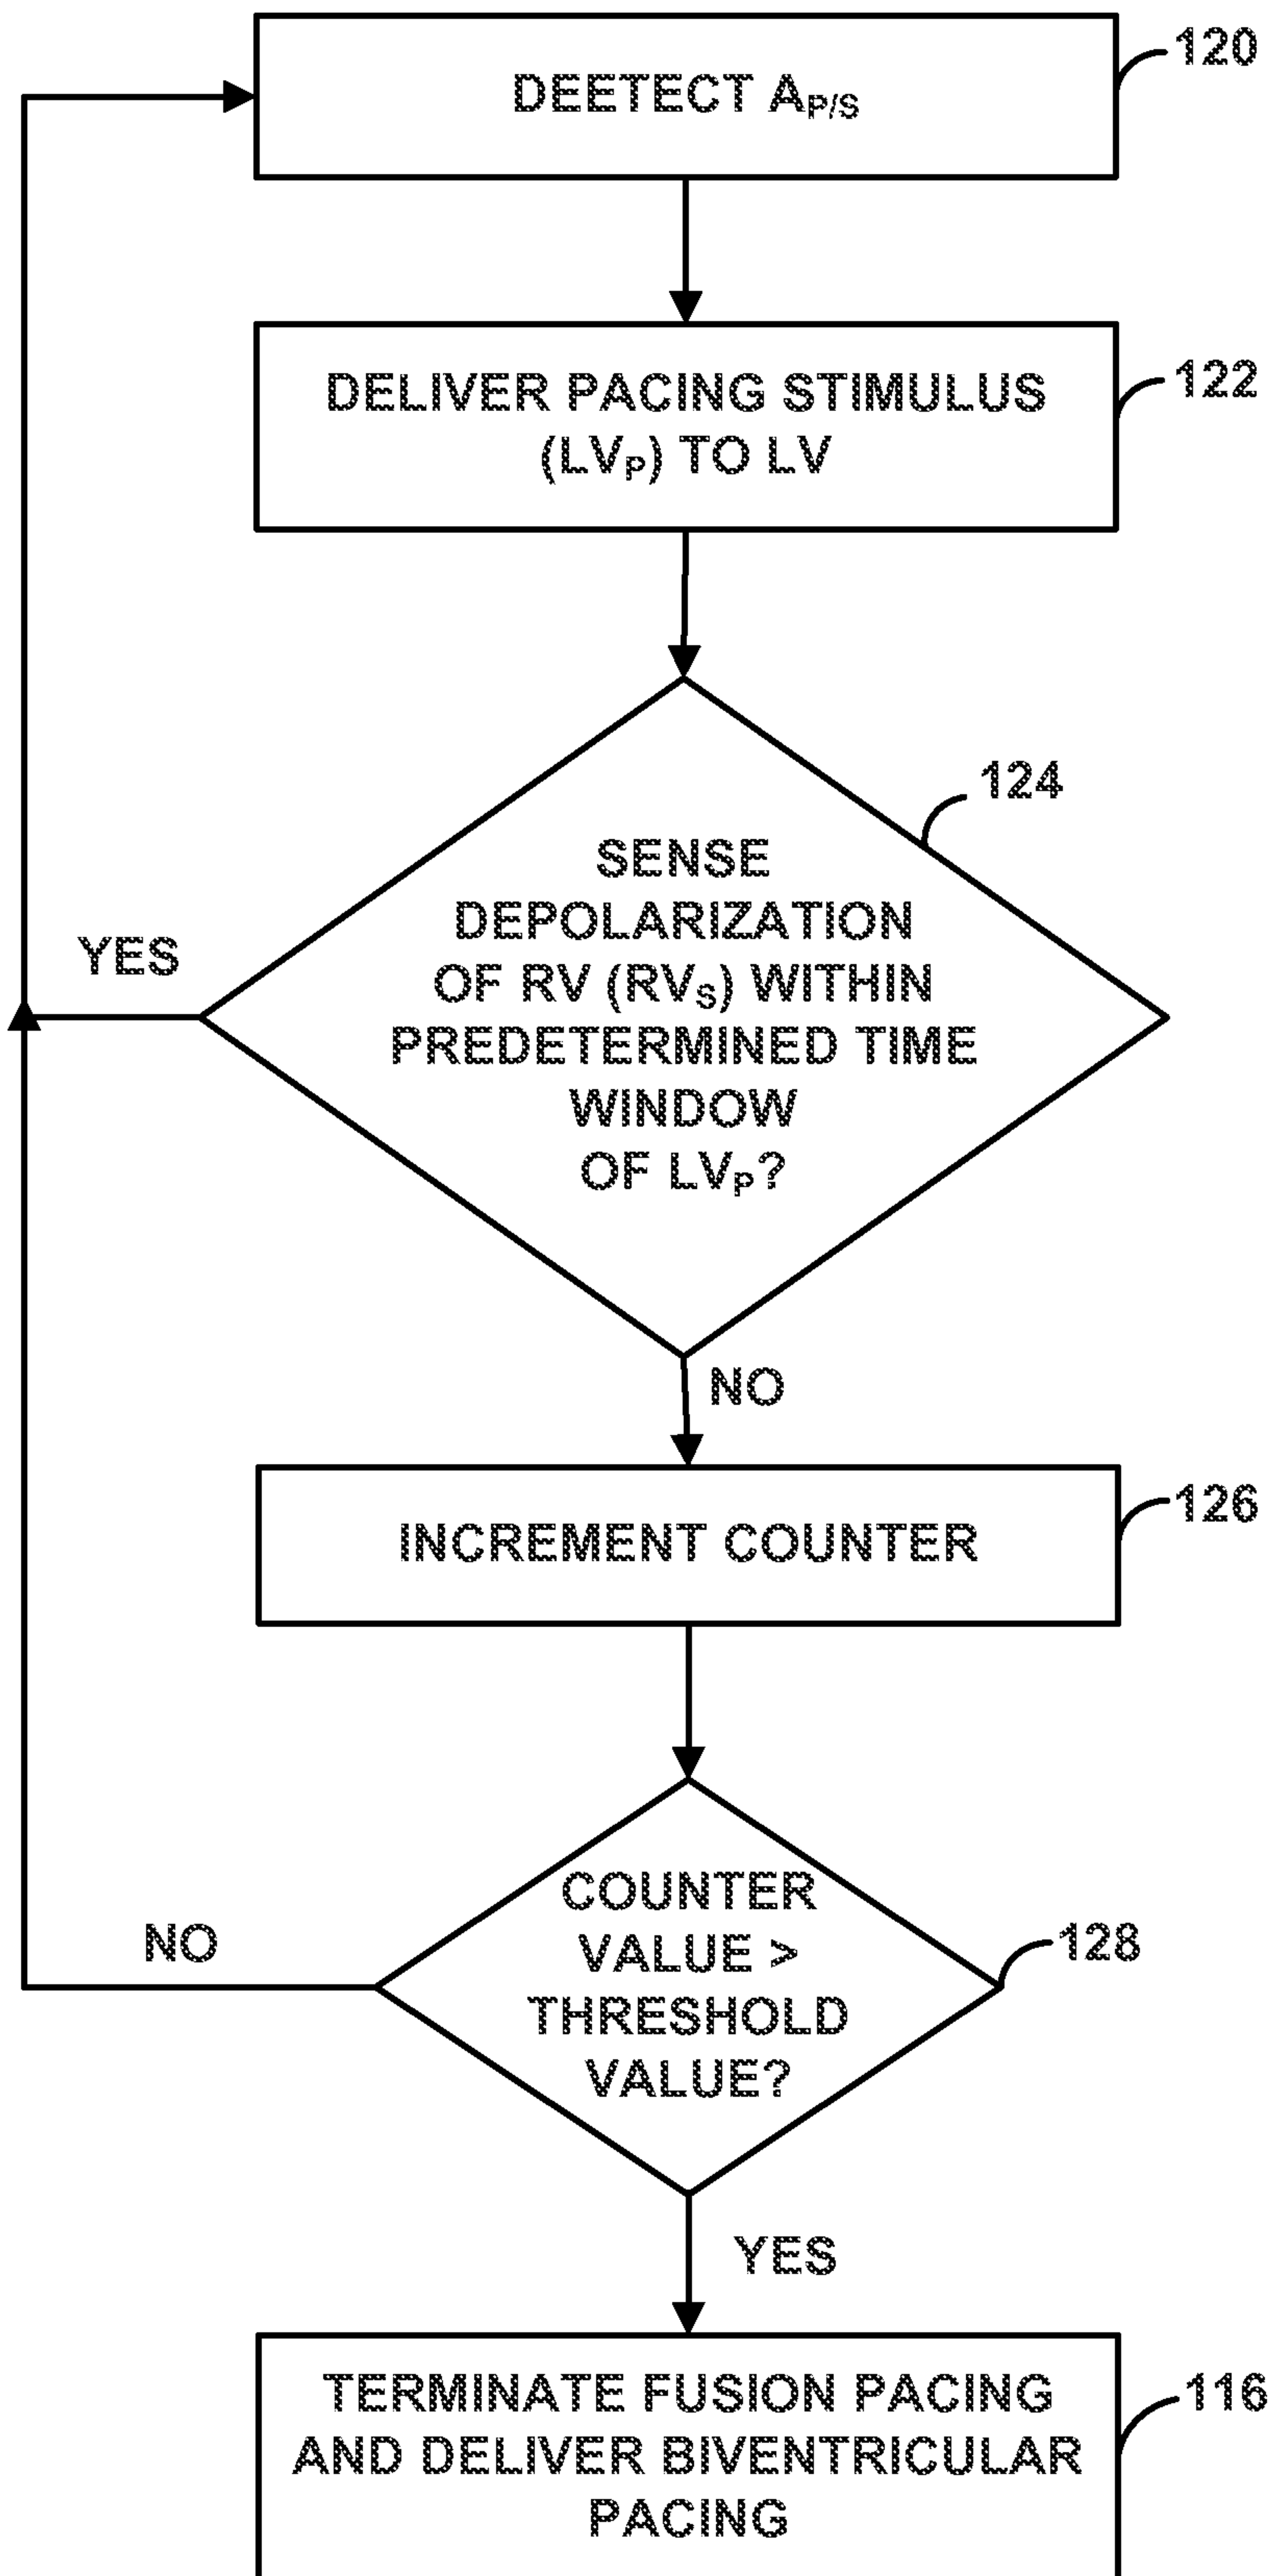 DEETECT AP/S
120
DELIVER PACING STIMULUS
(LVP) TO LV
122
124
SENSE
DEPOLARIZATION
OF RV (RVS) WITHIN
PREDETERMINED TIME
WINDOW
OF LVP?
YES
NO
INCREMENT COUNTER
126
COUNTER
VALUE >
THRESHOLD
VALUE?
128
NO
YES
TERMINATE FUSION PACING
AND DELIVER BIVENTRICULAR
PACING
116